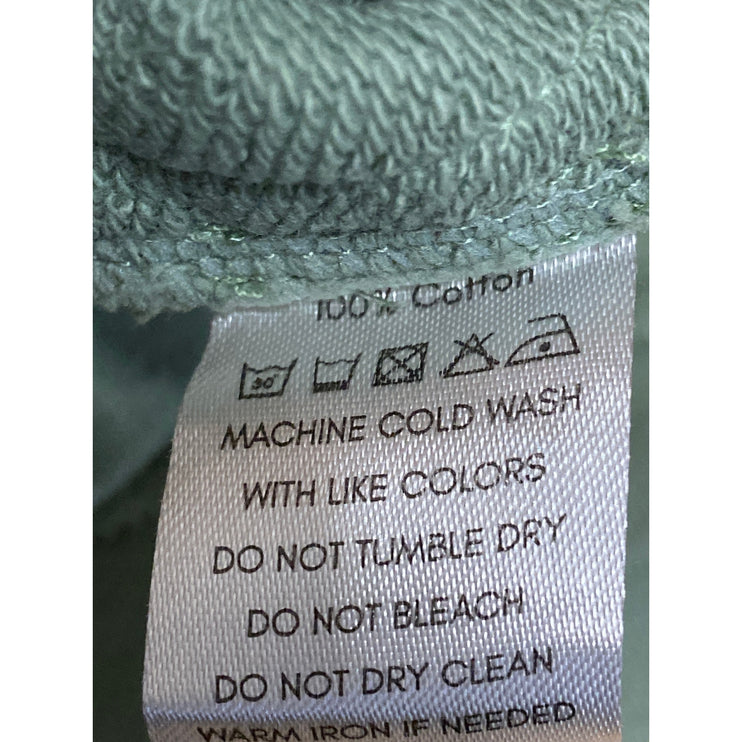 100% Cotton
30°
MACHINE COLD WASH
WITH LIKE COLORS
DO NOT TUMBLE DRY
DO NOT BLEACH
DO NOT DRY CLEAN
WARM IRON IF NEEDED